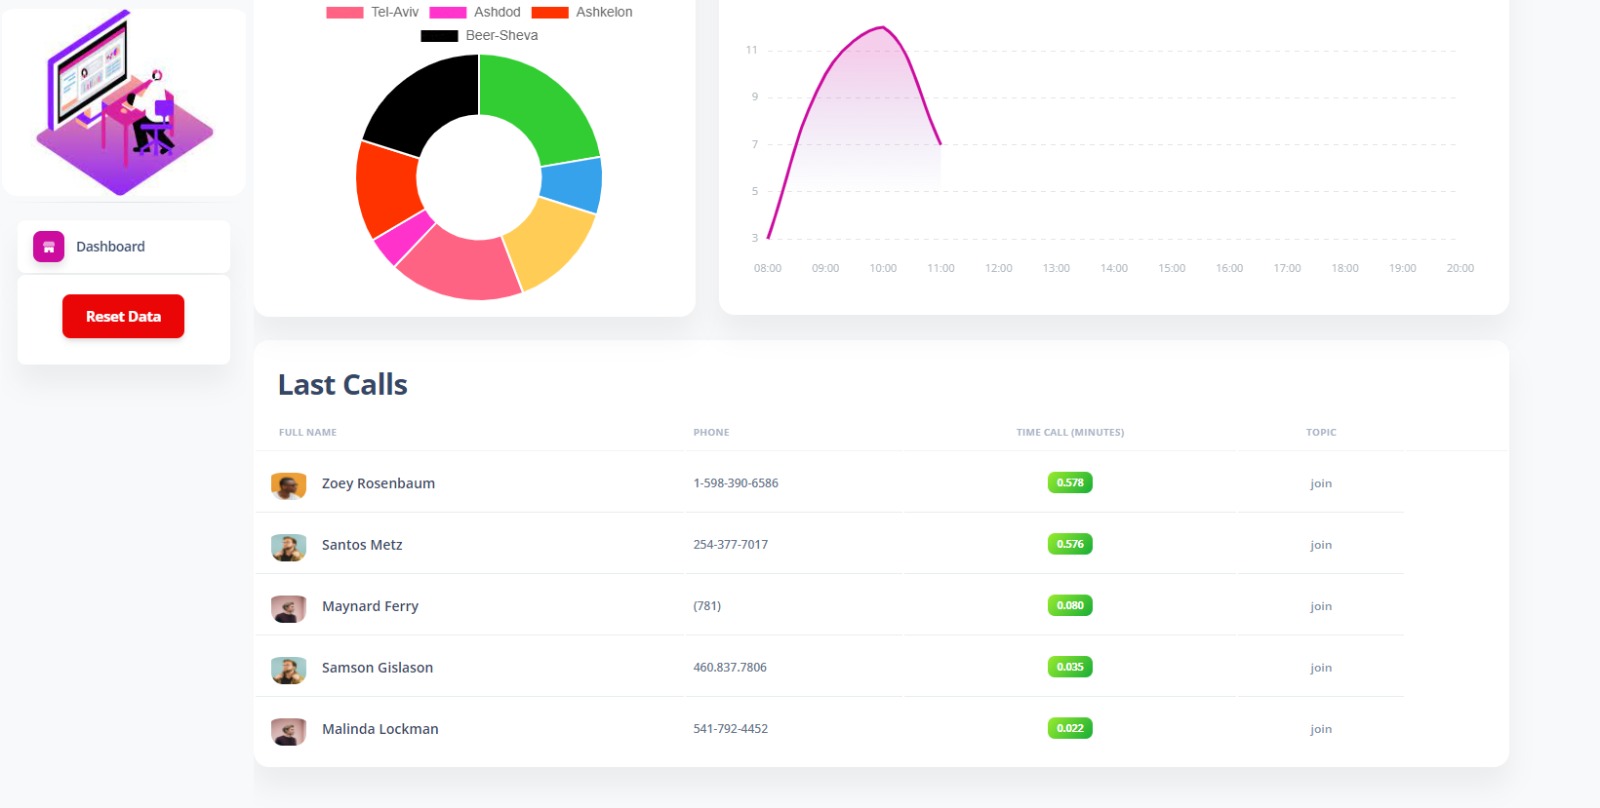 Tel-Aviv Ashdod Ashkelon
Beer-Sheva
11
9
7
5
3
08:00 09:00 10:00 11:00 12:00 13:00 14:00 15:00 16:00 17:00 18:00 19:00 20:00
Dashboard
Reset Data
Last Calls
FULL NAME PHONE TIME CALL (MINUTES) TOPIC
Zoey Rosenbaum 1-598-390-6586 0.578 join
Santos Metz 254-377-7017 0.576 join
Maynard Ferry (781) 0.080 join
Samson Gislason 460.837.7806 0.035 join
Malinda Lockman 541-792-4452 0.022 join